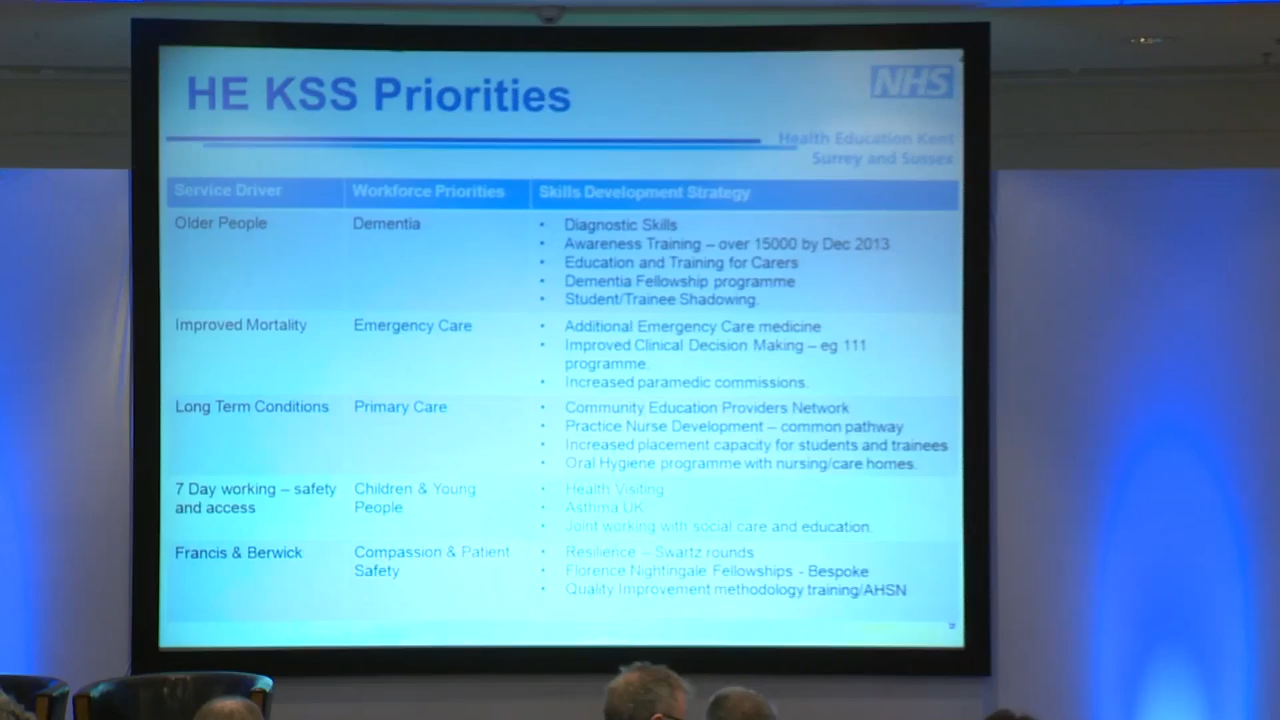 HE KSS Priorities
NHS
Health Education Kent
Surrey and Sussex
Service Driver
Workforce Priorities
Skills Development Strategy
Older People
Dementia
• Diagnostic Skills
• Awareness Training – over 15000 by Dec 2013
• Education and Training for Carers
• Dementia Fellowship programme
• Student/Trainee Shadowing.
Improved Mortality
Emergency Care
• Additional Emergency Care medicine
• Improved Clinical Decision Making – eg 111
programme.
• Increased paramedic commissions.
Long Term Conditions
Primary Care
• Community Education Providers Network
• Practice Nurse Development – common pathway
• Increased placement capacity for students and trainees
• Oral Hygiene programme with nursing/care homes.
7 Day working – safety
and access
Children & Young
People
• Health Visiting
• Asthma UK
• Joint working with social care and education.
Francis & Berwick
Compassion & Patient
Safety
• Resilience – Swartz rounds
• Florence Nightingale Fellowships - Bespoke
• Quality Improvement methodology training/AHSN